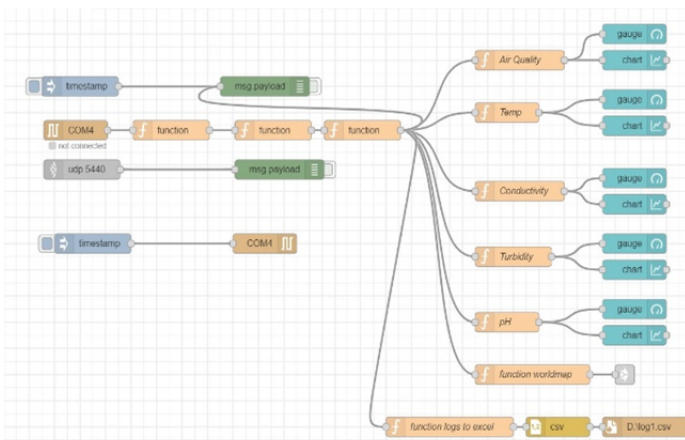 gauge
Air Quality
chart
timestamp
msg.payload
gauge
Temp
chart
COM4
function
function
function
not connected
udp 5440
msg.payload
gauge
Conductivity
chart
timestamp
COM4
gauge
Turbidity
chart
gauge
pH
chart
function worldmap
function logs to excel
csv
D:\log1.csv